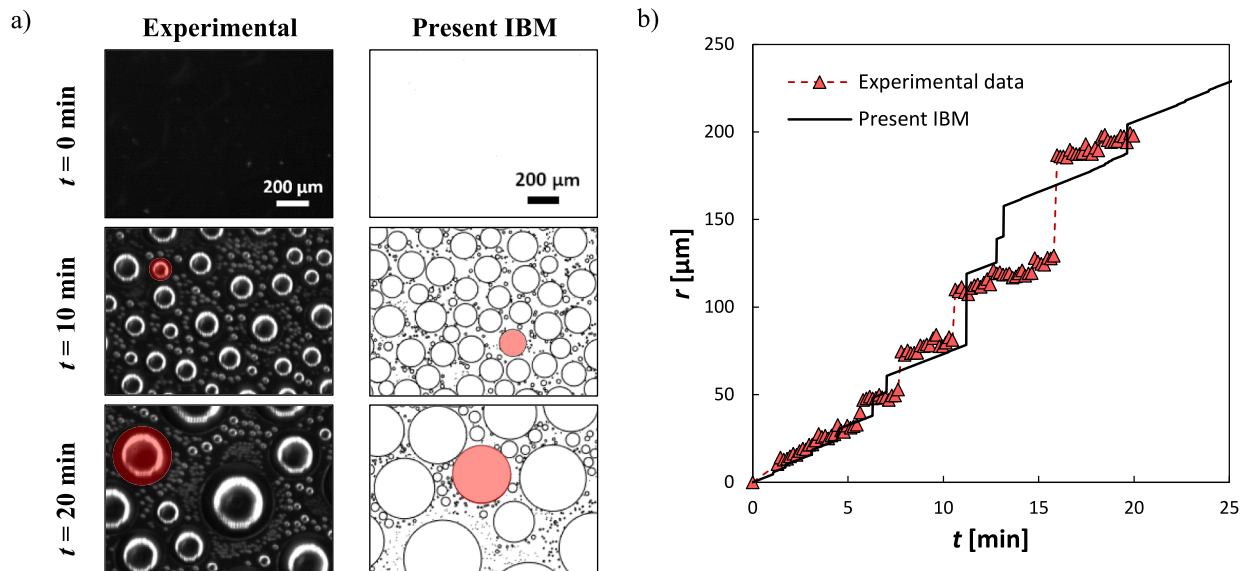 a)
Experimental
Present IBM
t = 0 min
200 µm
200 µm
t = 10 min
t = 20 min
b)
250
200
150
100
50
0
r [µm]
Experimental data
Present IBM
0
5
10
15
20
25
t [min]